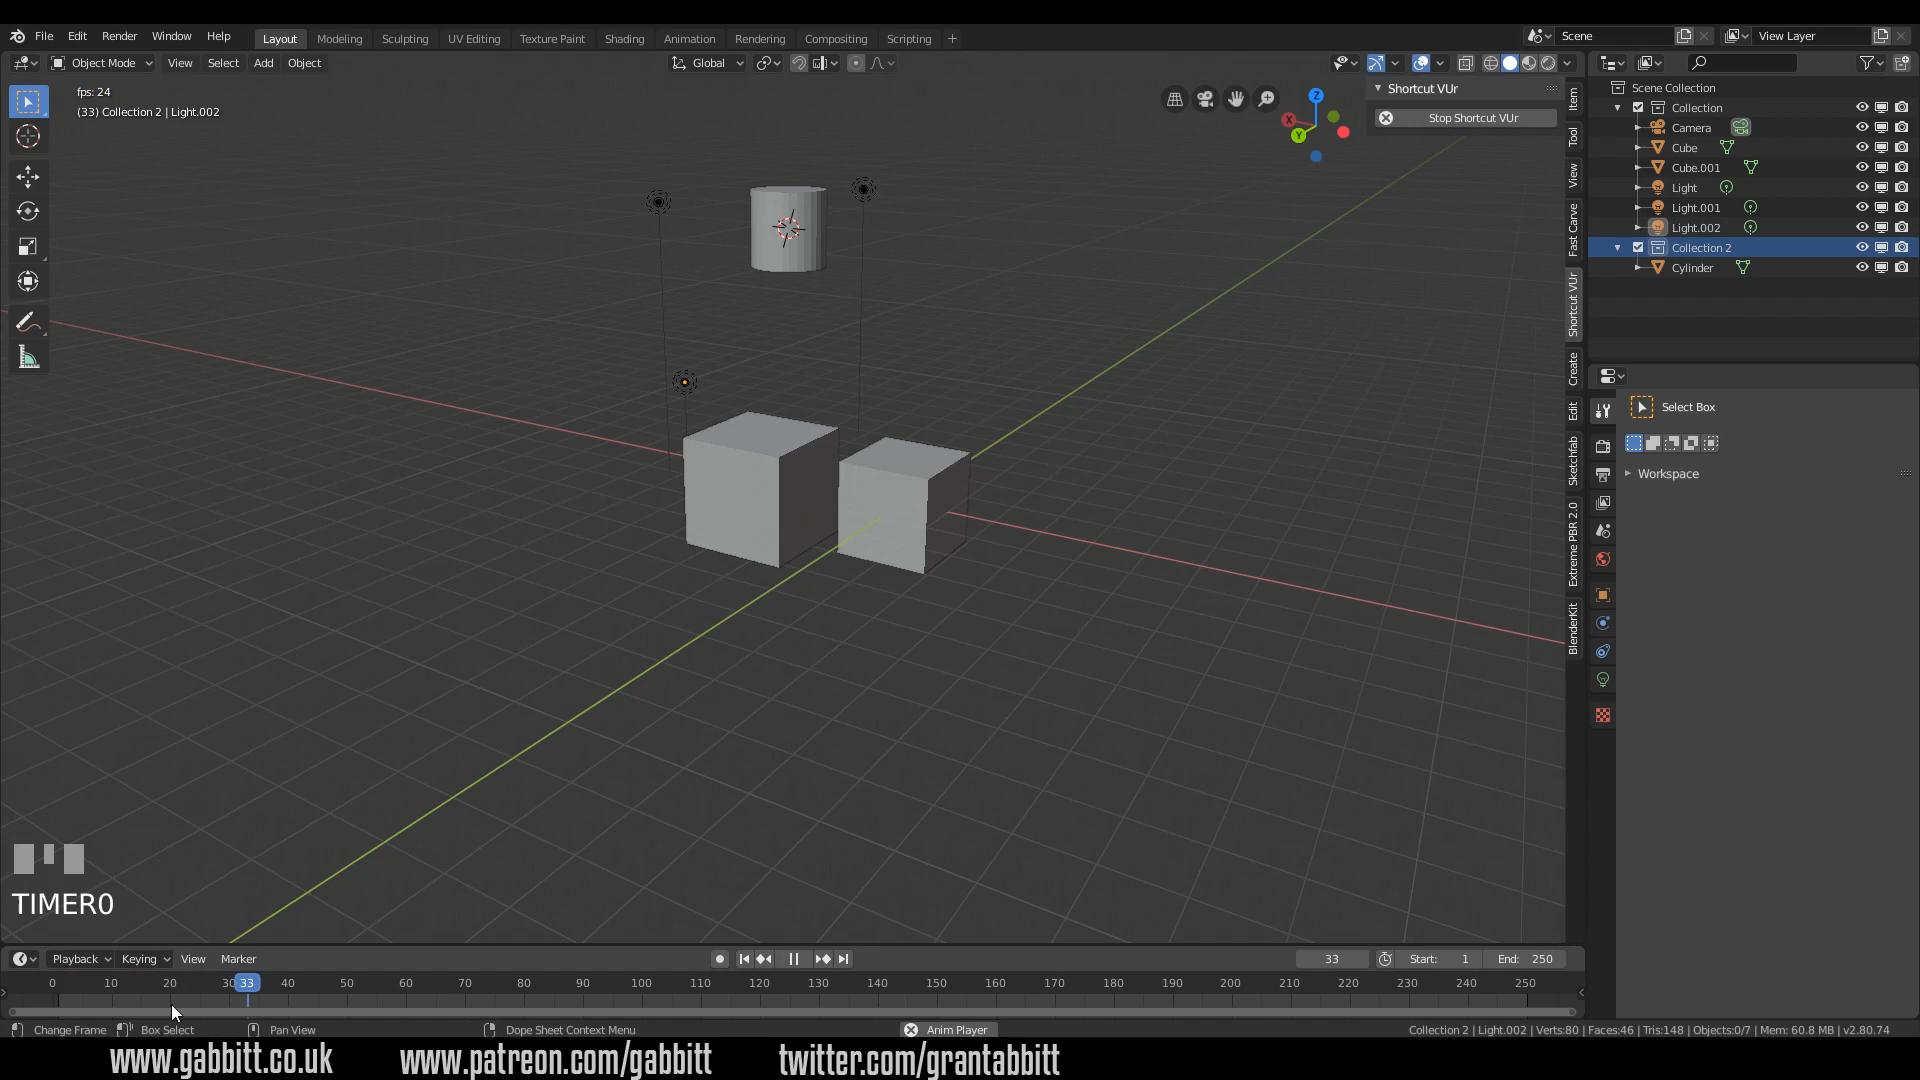 File Edit Render Window Help Layout Modeling Sculpting UV Editing Texture Paint Shading Animation Rendering Compositing Scripting + Scene View Layer
Object Mode View Select Add Object Global
fps: 24
(33) Collection 2 | Light.002
Z
X
Y
Shortcut VUr
Stop Shortcut VUr
Item
Tool
View
Fast Carve
Shortcut VUr
Create
Edit
Sketchfab
Extreme PBR 2.0
BlenderKit
Scene Collection
Collection
Camera
Cube
Cube.001
Light
Light.001
Light.002
Collection 2
Cylinder
Select Box
Workspace
TIMER0
Playback Keying View Marker 33 Start: 1 End: 250
0 10 20 30 33 40 50 60 70 80 90 100 110 120 130 140 150 160 170 180 190 200 210 220 230 240 250
Change Frame Box Select Pan View Dope Sheet Context Menu Anim Player Collection 2 | Light.002 | Verts:80 | Faces:46 | Tris:148 | Objects:0/7 | Mem: 60.8 MB | v2.80.74
www.gabbitt.co.uk www.patreon.com/gabbitt twitter.com/grantabbitt